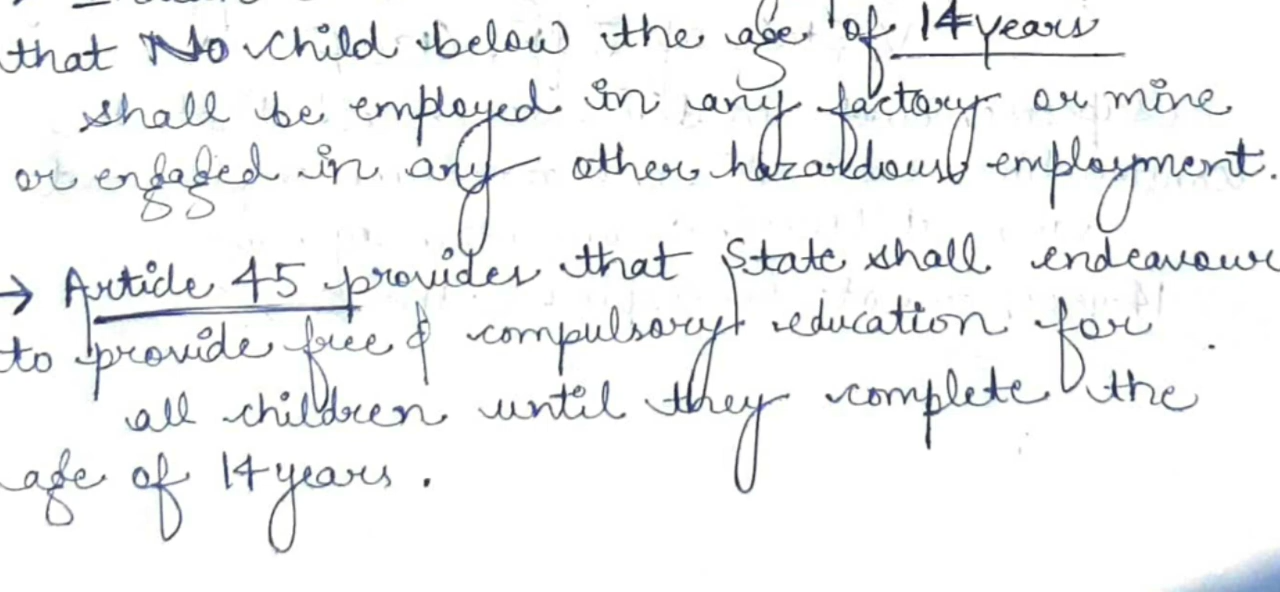 that No child below the age of 14 years
shall be employed in any factory or mine
or engaged in any other hazardous employment.
→ Article 45 provides that State shall endeavour
to provide free & compulsory education for
all children until they complete the
age of 14 years.